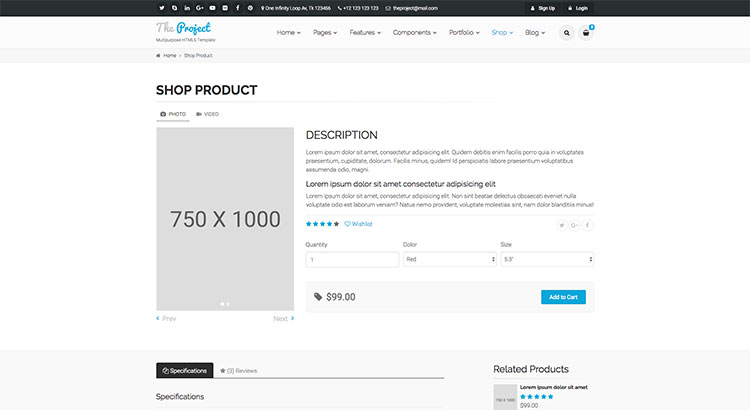 One Infinity Loop Av, Tk 123456 +12 123 123 123 theproject@mail.com Sign Up Login
The Project
Multipurpose HTML5 Template
Home Pages Features Components Portfolio Shop Blog
Home Shop Product
SHOP PRODUCT
PHOTO VIDEO
750 X 1000
Prev Next
DESCRIPTION
Lorem ipsum dolor sit amet, consectetur adipisicing elit. Quidem debitis enim facilis porro quia in voluptates
praesentium, cupiditate, dolorum. Facilis minus, quidem! Id perspiciatis labore praesentium voluptatibus
assumenda odio, magni.
Lorem ipsum dolor sit amet consectetur adipisicing elit
Lorem ipsum dolor sit amet, consectetur adipisicing elit. Non sint beatae delectus obcaecati eveniet nulla
voluptate odio est laborum veniam? Natus nemo provident, voluptate molestias sint, nam dolor blanditiis minus!
Wishlist
Quantity Color Size
1 Red 5.3"
$99.00 Add to Cart
Specifications (3) Reviews
Specifications
Related Products
750 X 1000
Lorem ipsum dolor sit amet
$99.00